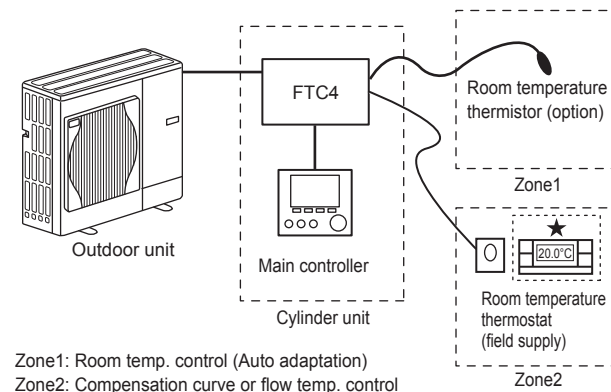 FTC4
Room temperature
thermistor (option)
Zone1
Outdoor unit
Main controller
20.0°C
Room temperature
thermostat
(field supply)
Cylinder unit
Zone2
Zone1: Room temp. control (Auto adaptation)
Zone2: Compensation curve or flow temp. control